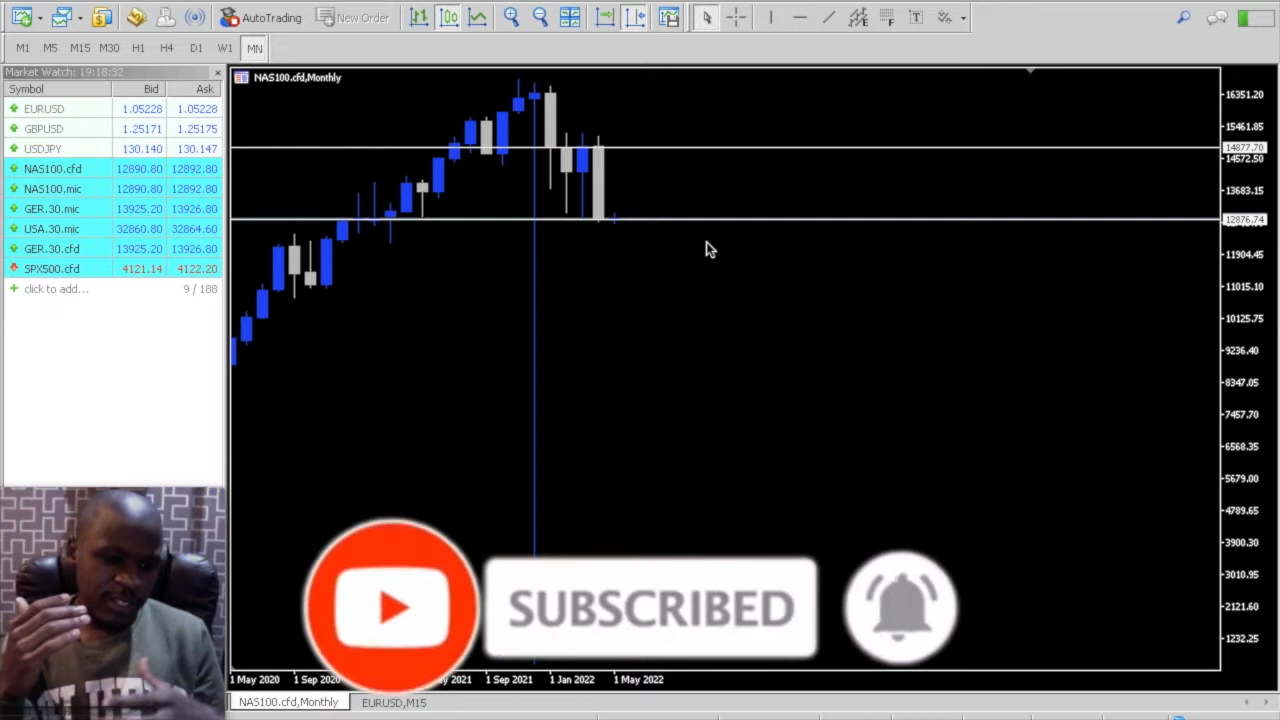 AutoTrading New Order
M1 M5 M15 M30 H1 H4 D1 W1 MN
Market Watch: 19:18:32
Symbol Bid Ask
EURUSD 1.05228 1.05228
GBPUSD 1.25171 1.25175
USDJPY 130.140 130.147
NAS100.cfd 12890.80 12892.80
NAS100.mic 12890.80 12892.80
GER.30.mic 13925.20 13926.80
USA.30.mic 32860.80 32864.60
GER.30.cfd 13925.20 13926.80
SPX500.cfd 4121.14 4122.20
click to add... 9 / 188
NAS100.cfd,Monthly
16351.20
15461.85
14877.70
14572.50
13683.15
12876.74
11904.45
11015.10
10125.75
9236.40
8347.05
7457.70
6568.35
5679.00
4789.65
3900.30
3010.95
2121.60
1232.25
SUBSCRIBED
1 May 2020 1 Sep 2020 2021 1 Sep 2021 1 Jan 2022 1 May 2022
NAS100.cfd,Monthly EURUSD,M15